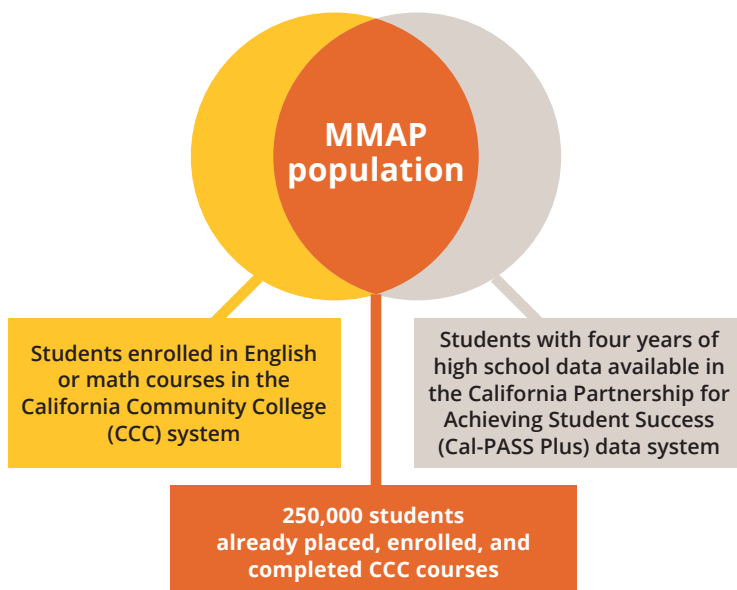 MMAP
population
Students enrolled in English
or math courses in the
California Community College
(CCC) system
Students with four years of
high school data available in
the California Partnership for
Achieving Student Success
(Cal-PASS Plus) data system
250,000 students
already placed, enrolled, and
completed CCC courses